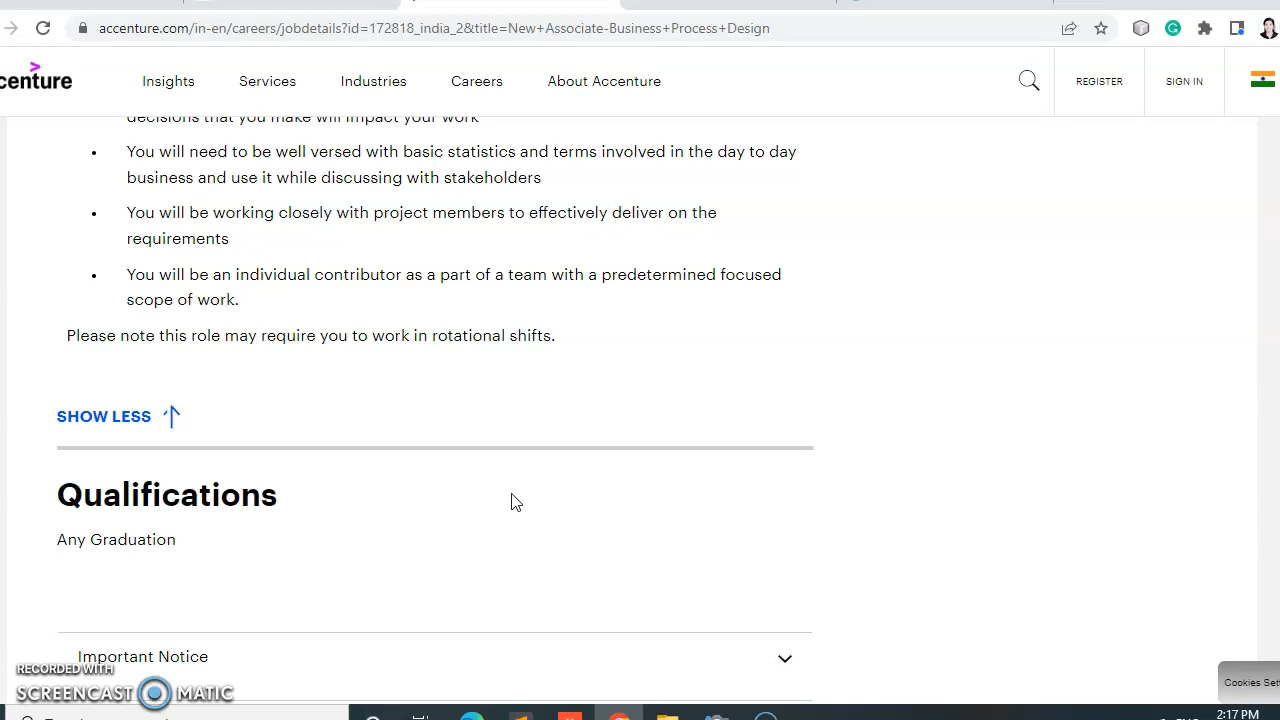 accenture.com/in-en/careers/jobdetails?id=172818_india_2&title=New+Associate-Business+Process+Design
centure
Insights
Services
Industries
Careers
About Accenture
REGISTER
SIGN IN
decisions that you make will impact your work
• You will need to be well versed with basic statistics and terms involved in the day to day
business and use it while discussing with stakeholders
• You will be working closely with project members to effectively deliver on the
requirements
• You will be an individual contributor as a part of a team with a predetermined focused
scope of work.
Please note this role may require you to work in rotational shifts.
SHOW LESS
Qualifications
Any Graduation
Important Notice
RECORDED WITH
SCREENCAST MATIC
Cookies Set
2:17 PM